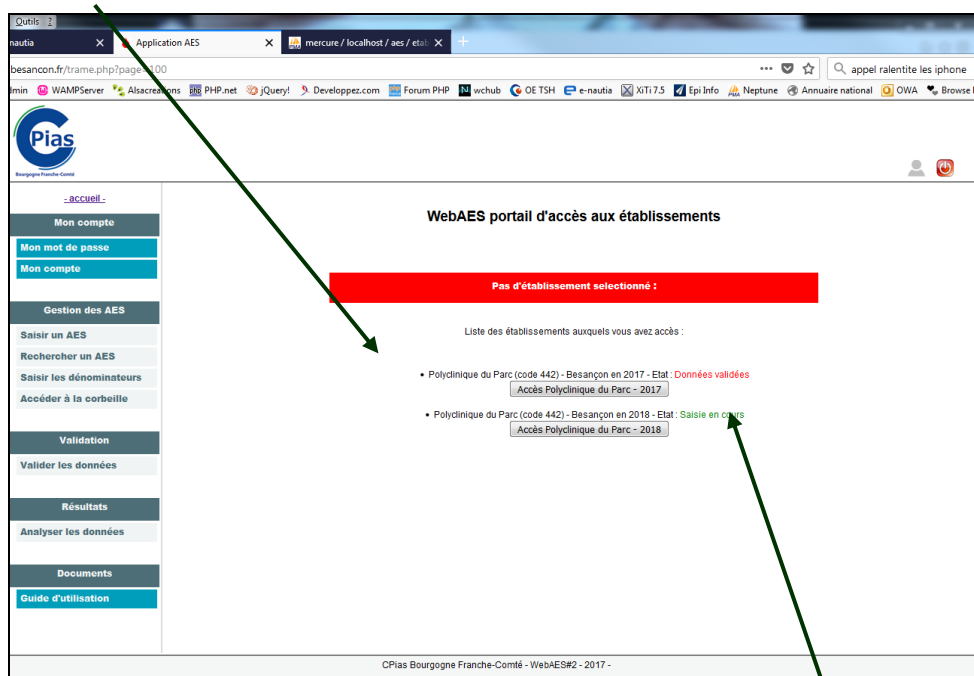 Outils ?
nautia
Application AES
mercure / localhost / aes / etab
besancon.fr/trame.php?page=100
appel ralentite les iphone
dmin WAMPServer Alsacreations PHP.net jQuery! Developpez.com Forum PHP wchub OE TSH e-nautia XiTi 7.5 Epi Info Neptune Annuaire national OWA Browse
CPias
Bourgogne Franche-Comté
- accueil -
Mon compte
Mon mot de passe
Mon compte
Gestion des AES
Saisir un AES
Rechercher un AES
Saisir les dénominateurs
Accéder à la corbeille
Validation
Valider les données
Résultats
Analyser les données
Documents
Guide d'utilisation
WebAES portail d'accès aux établissements
Pas d'établissement selectionné :
Liste des établissements auxquels vous avez accès :
• Polyclinique du Parc (code 442) - Besançon en 2017 - Etat : Données validées
Accès Polyclinique du Parc - 2017
• Polyclinique du Parc (code 442) - Besançon en 2018 - Etat : Saisie en cours
Accès Polyclinique du Parc - 2018
CPias Bourgogne Franche-Comté - WebAES#2 - 2017 -